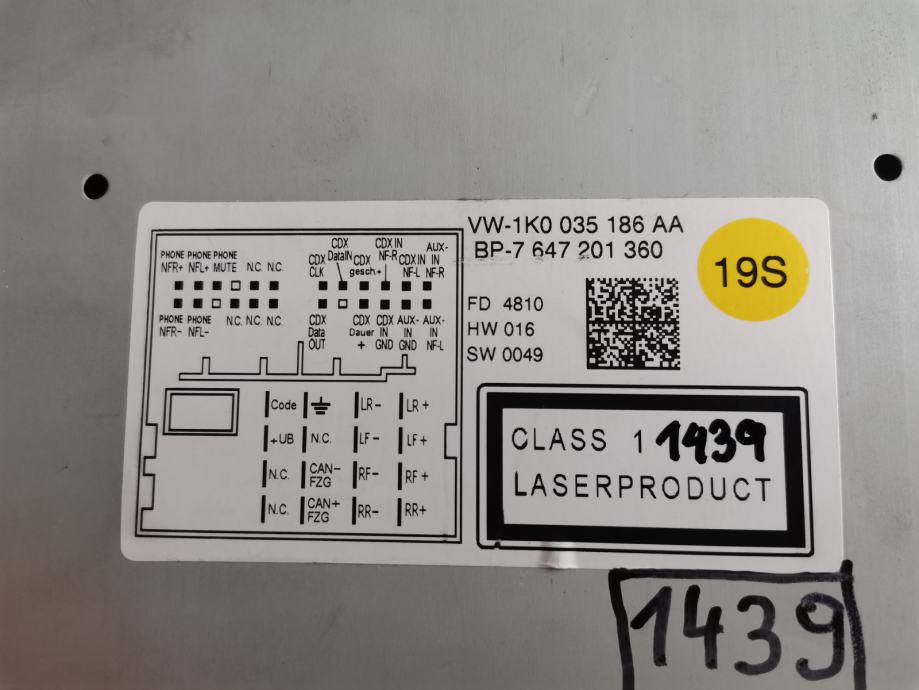 VW-1K0 035 186 AA
BP-7 647 201 360
19S
FD 4810
HW 016
SW 0049
PHONE PHONE PHONE
NFR+ NFL+ MUTE N.C. N.C.
CDX CLK
CDX DataIN
CDX gesch.+
CDX IN NF-R
CDX IN NF-L
AUX- IN NF-R
PHONE PHONE
NFR- NFL- N.C. N.C. N.C.
CDX Data OUT
CDX Dauer +
CDX IN GND
AUX- IN GND
AUX- IN NF-L
Code LR- LR+
+UB N.C. LF- LF+
N.C. CAN- FZG RF- RF+
N.C. CAN+ FZG RR- RR+
CLASS 1 1439
LASERPRODUCT
1439